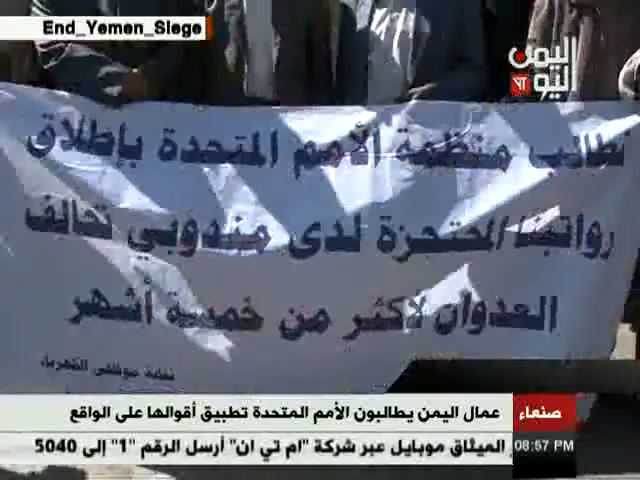 End_Yemen_Siege
اليمن
اليوم
نطالب منظمة الأمم المتحدة بإطلاق
رواتبنا المحتجزة لدى مندوبي تحالف
العدوان لأكثر من خمسة أشهر
نقابة موظفي الكهرباء
صنعاء
عمال اليمن يطالبون الأمم المتحدة تطبيق أقوالها على الواقع
08:57 PM
الميثاق موبايل عبر شركة "ام تي ان" أرسل الرقم "1" إلى 5040